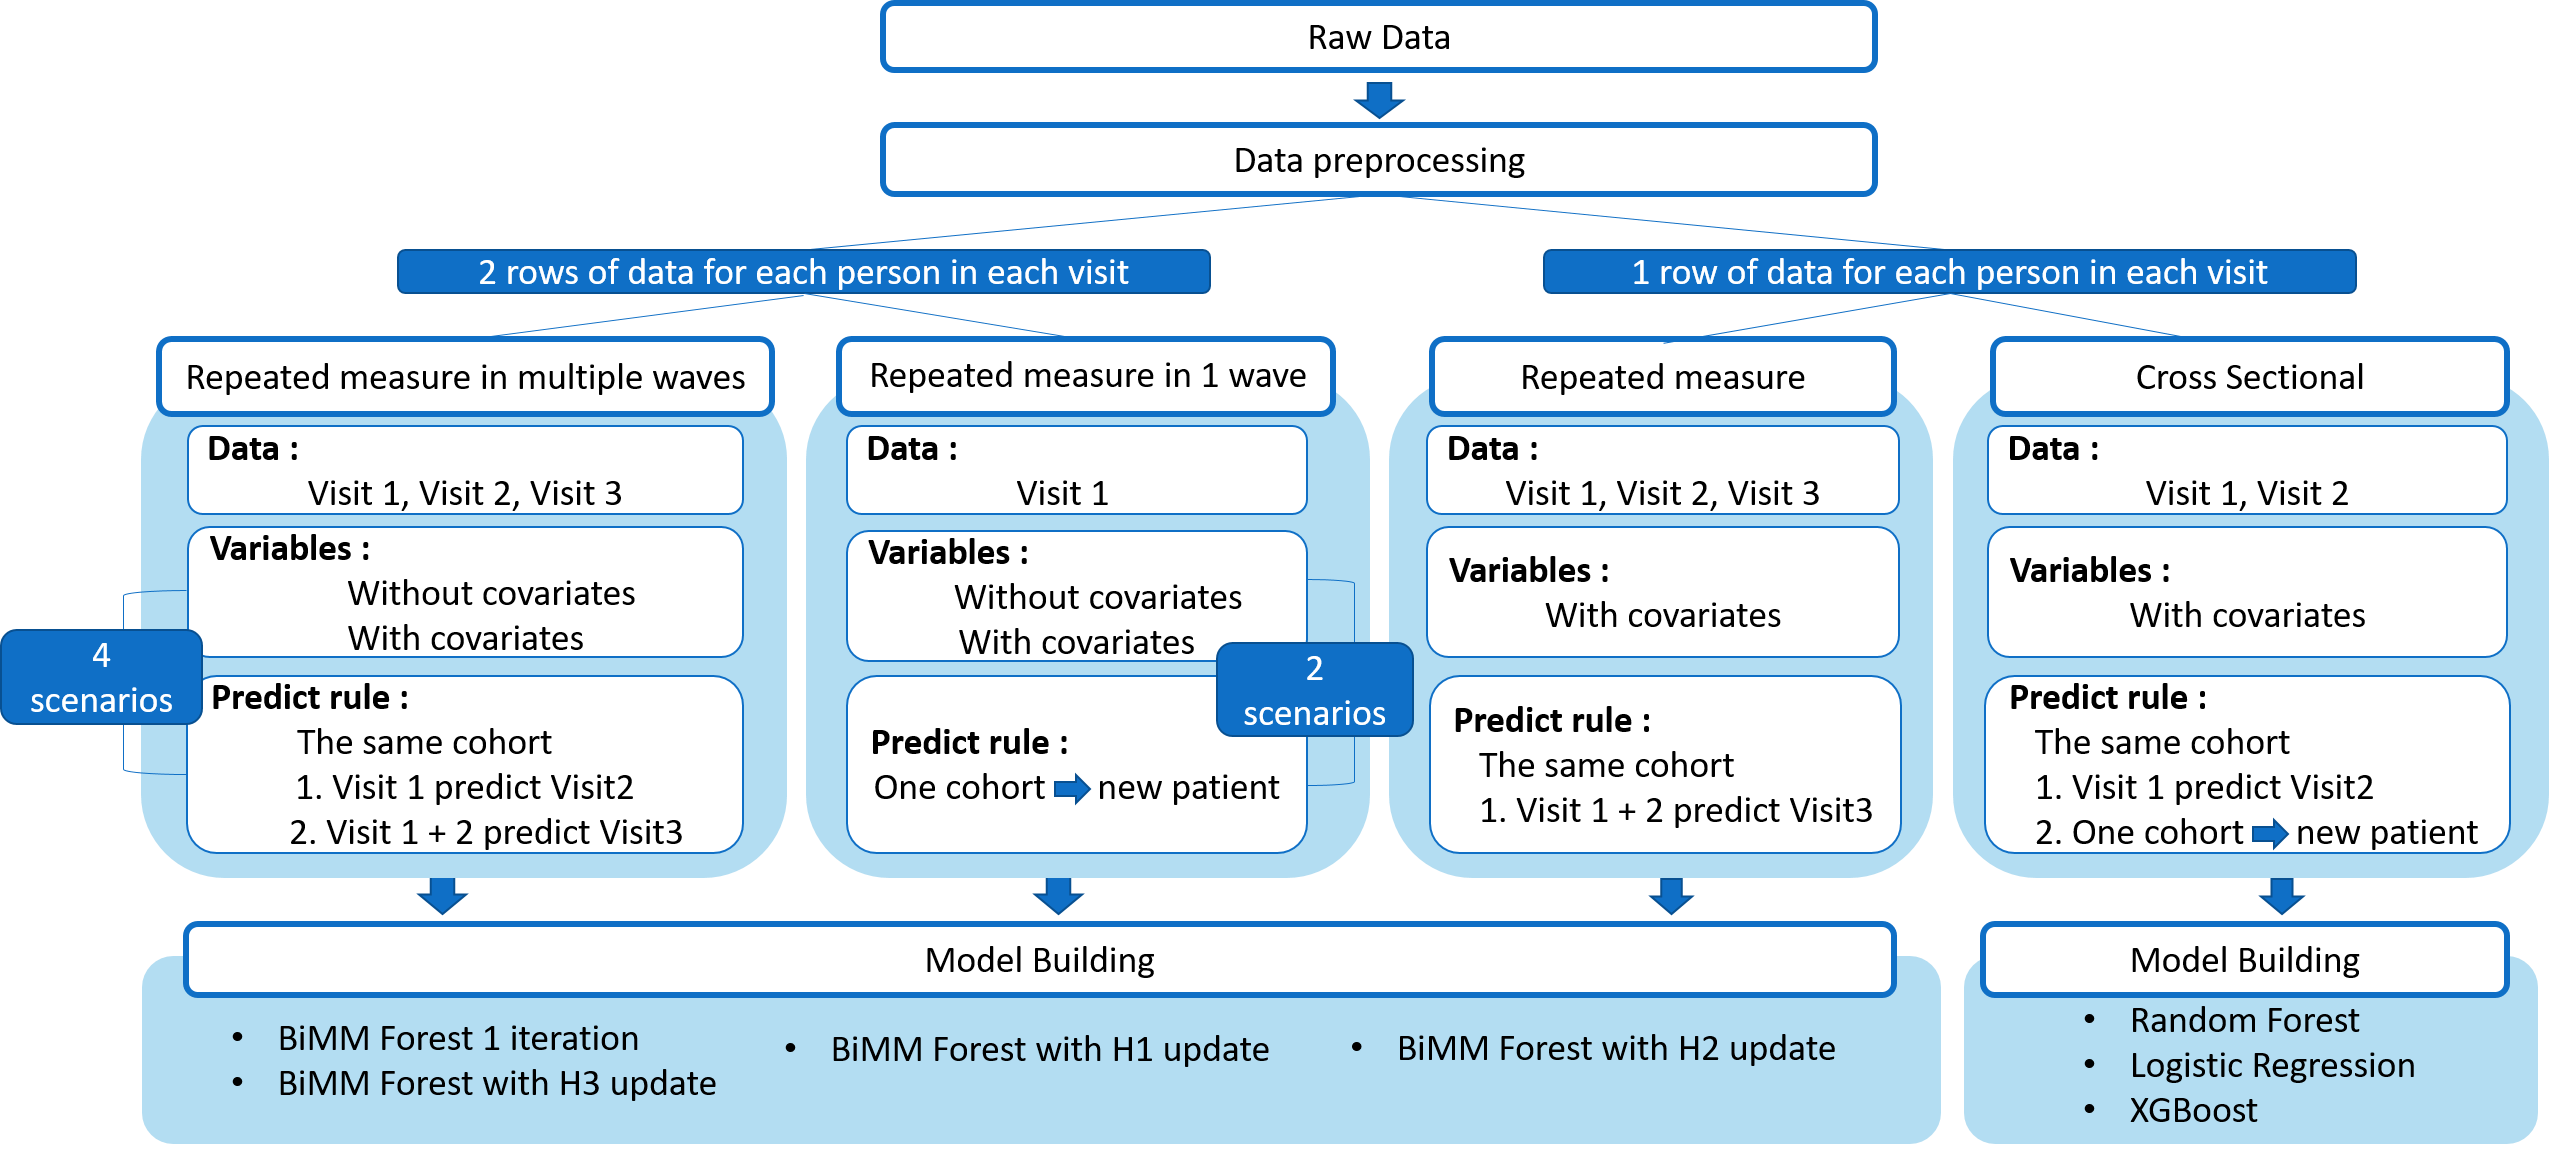 Raw Data
Data preprocessing
2 rows of data for each person in each visit
1 row of data for each person in each visit
Repeated measure in multiple waves
Data :
Visit 1, Visit 2, Visit 3
Variables :
Without covariates
With covariates
4
scenarios
Predict rule :
The same cohort
1. Visit 1 predict Visit2
2. Visit 1 + 2 predict Visit3
Repeated measure in 1 wave
Data :
Visit 1
Variables :
Without covariates
With covariates
2
scenarios
Predict rule :
One cohort new patient
Repeated measure
Data :
Visit 1, Visit 2, Visit 3
Variables :
With covariates
Predict rule :
The same cohort
1. Visit 1 + 2 predict Visit3
Cross Sectional
Data :
Visit 1, Visit 2
Variables :
With covariates
Predict rule :
The same cohort
1. Visit 1 predict Visit2
2. One cohort new patient
Model Building
• BiMM Forest 1 iteration
• BiMM Forest with H3 update
• BiMM Forest with H1 update
• BiMM Forest with H2 update
Model Building
• Random Forest
• Logistic Regression
• XGBoost